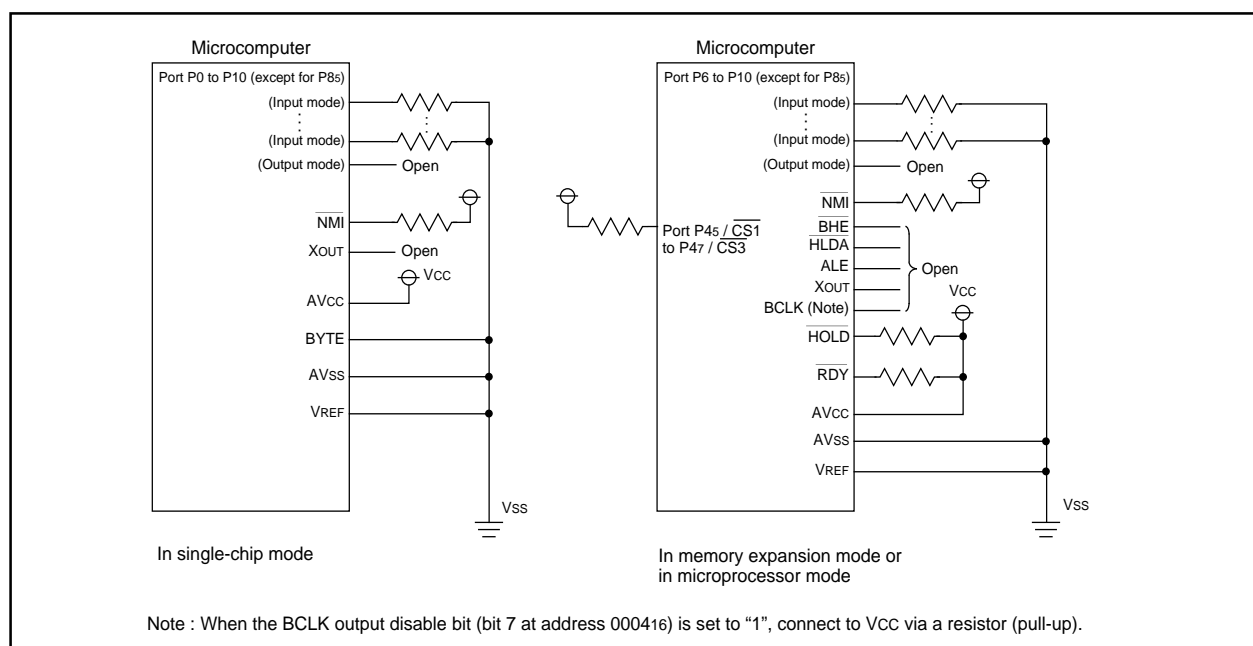 Microcomputer
Port P0 to P10 (except for P85)
(Input mode)
(Input mode)
(Output mode)
Open
NMI
XOUT
Open
VCC
AVCC
BYTE
AVSS
VREF
VSS
In single-chip mode
Microcomputer
Port P6 to P10 (except for P85)
(Input mode)
(Input mode)
(Output mode)
Open
NMI
Port P45 / CS1
to P47 / CS3
BHE
HLDA
ALE
Open
XOUT
VCC
BCLK (Note)
HOLD
RDY
AVCC
AVSS
VREF
VSS
In memory expansion mode or
in microprocessor mode
Note : When the BCLK output disable bit (bit 7 at address 000416) is set to “1”, connect to VCC via a resistor (pull-up).